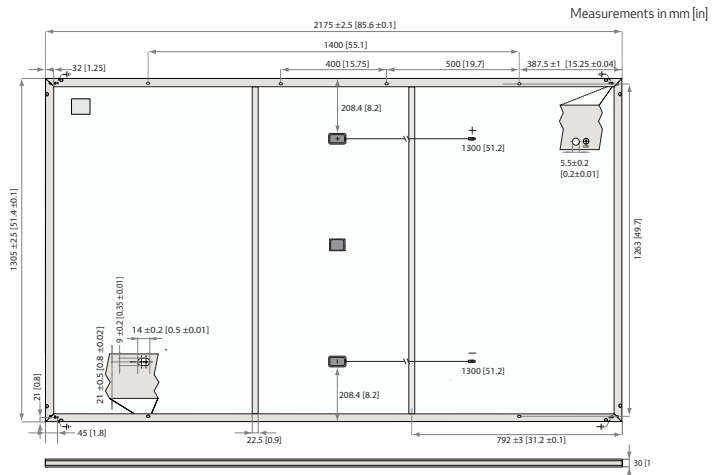 Measurements in mm [in]
2175 ±2.5 [85.6 ±0.1]
1400 [55.1]
32 [1.25]
400 [15.75]
500 [19.7]
387.5 ±1 [15.25 ±0.04]
208.4 [8.2]
+
+
1300 [51.2]
5.5±0.2
[0.2±0.01]
1305 ±2.5 [51.4 ±0.1]
1263 [49.7]
9 ±0.2 [0.35 ±0.01]
14 ±0.2 [0.5 ±0.01]
21 ±0.5 [0.8 ±0.02]
−
−
1300 [51.2]
208.4 [8.2]
21 [0.8]
45 [1.8]
22.5 [0.9]
792 ±3 [31.2 ±0.1]
30 [1